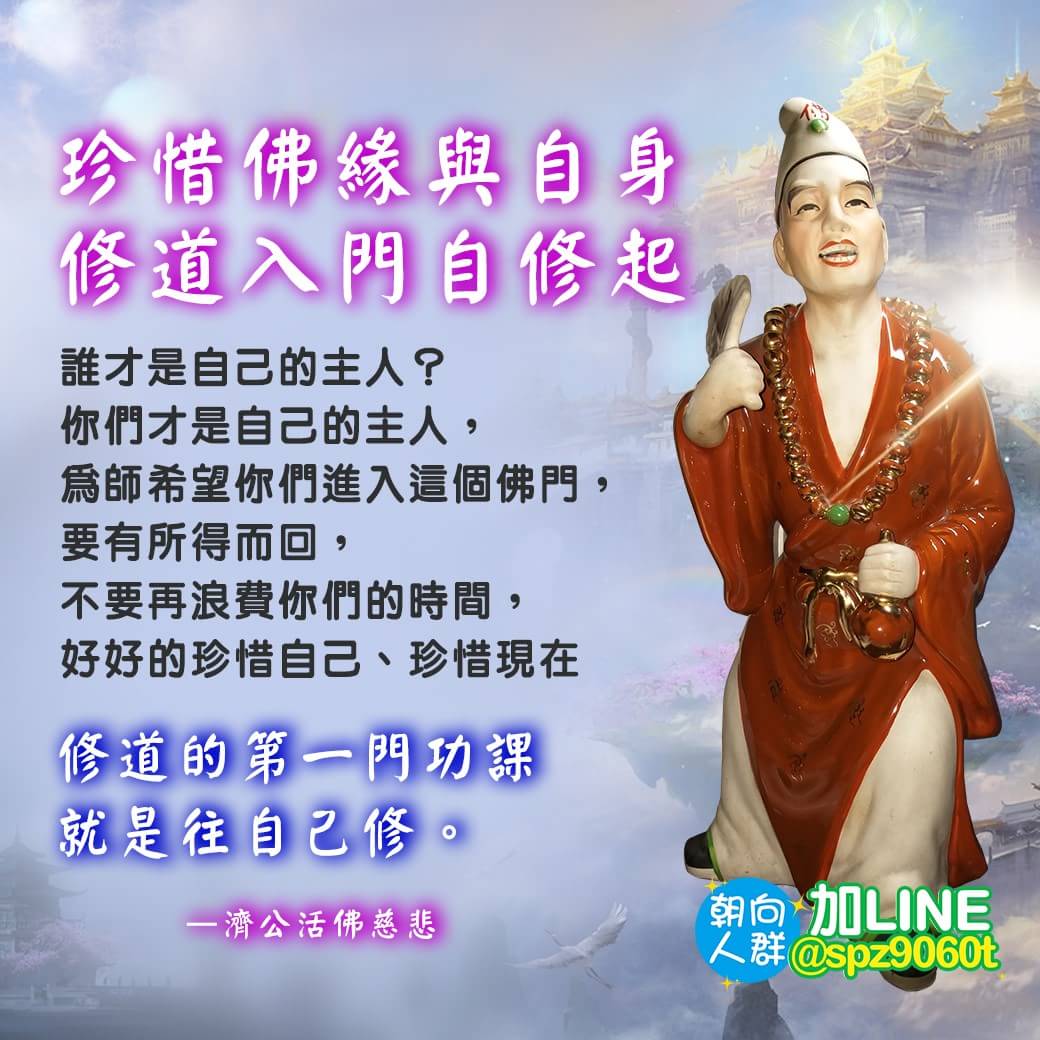 珍惜佛緣與自身
修道入門自修起
誰才是自己的主人？
你們才是自己的主人，
為師希望你們進入這個佛門，
要有所得而回，
不要再浪費你們的時間，
好好的珍惜自己、珍惜現在
修道的第一門功課
就是往自己修。
—濟公活佛慈悲
佛
朝向
人群
加LINE
@spz9060t